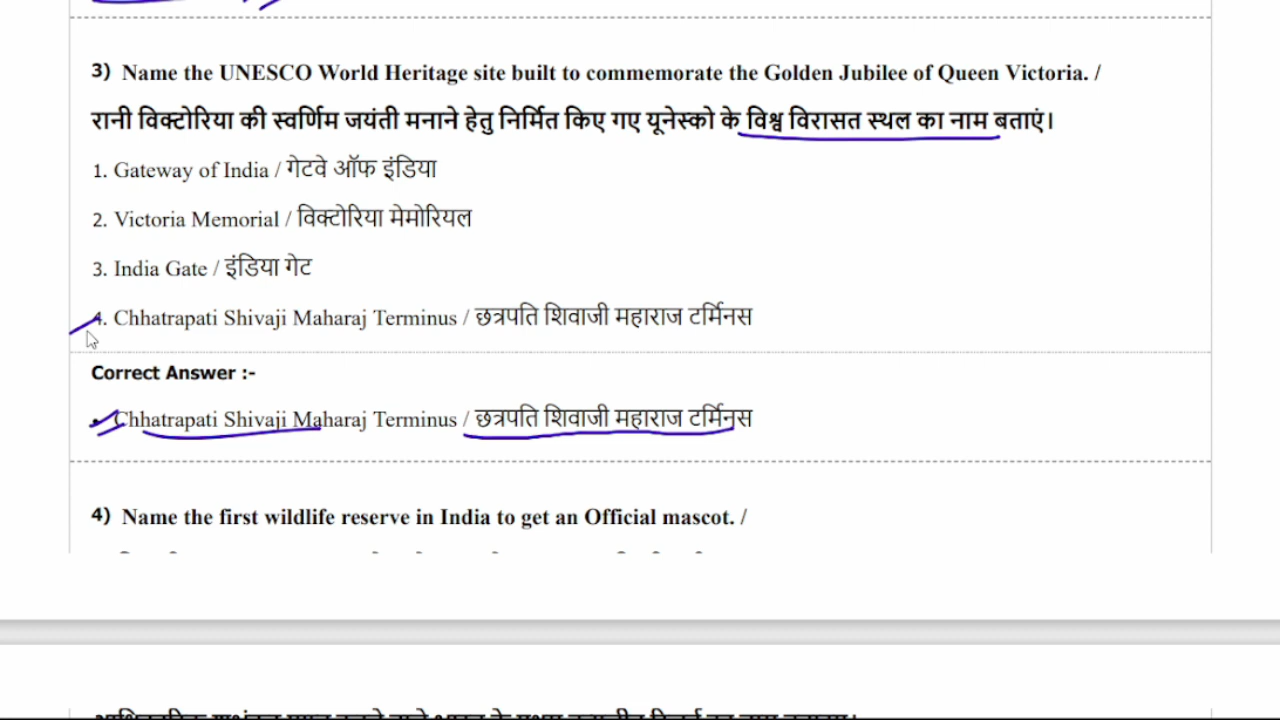 3) Name the UNESCO World Heritage site built to commemorate the Golden Jubilee of Queen Victoria. /
रानी विक्टोरिया की स्वर्णिम जयंती मनाने हेतु निर्मित किए गए यूनेस्को के विश्व विरासत स्थल का नाम बताएं।
1. Gateway of India / गेटवे ऑफ इंडिया
2. Victoria Memorial / विक्टोरिया मेमोरियल
3. India Gate / इंडिया गेट
4. Chhatrapati Shivaji Maharaj Terminus / छत्रपति शिवाजी महाराज टर्मिनस
Correct Answer :-
• Chhatrapati Shivaji Maharaj Terminus / छत्रपति शिवाजी महाराज टर्मिनस
4) Name the first wildlife reserve in India to get an Official mascot. /